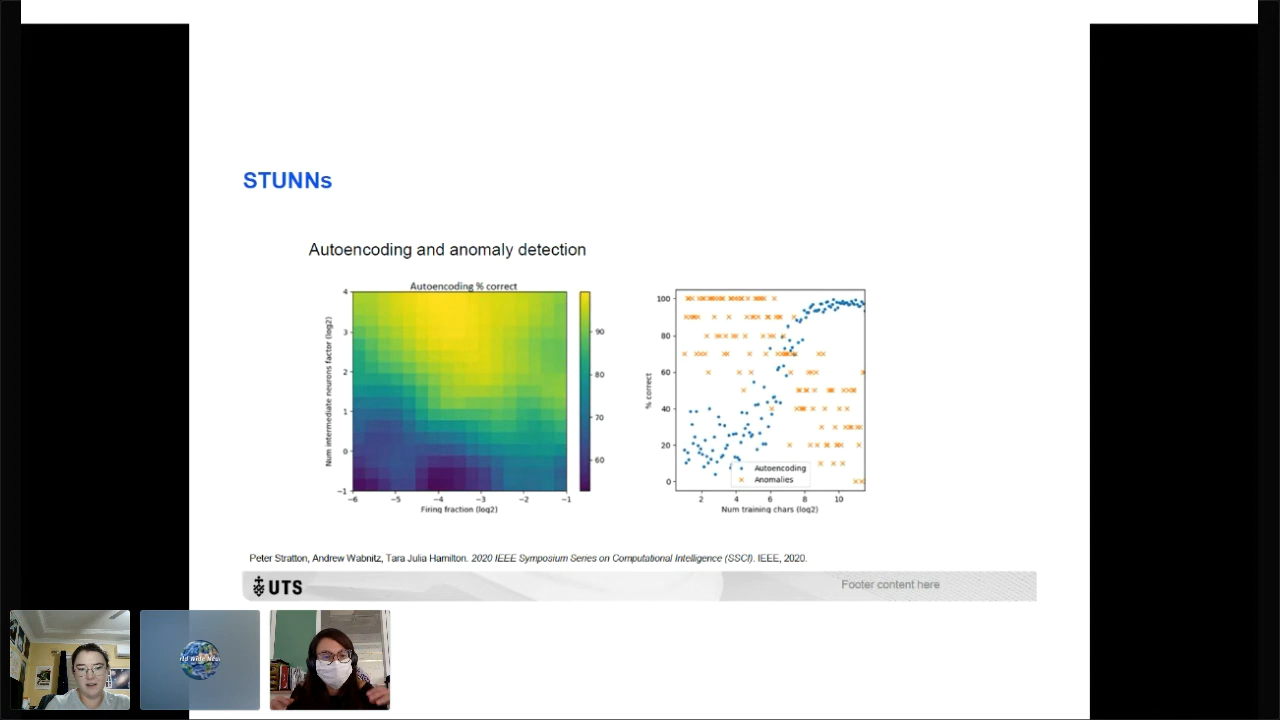 STUNNs
Autoencoding and anomaly detection
Autoencoding % correct
4
3
2
1
0
−1
Num intermediate neurons factor (log2)
−6 −5 −4 −3 −2 −1
Firing fraction (log2)
90
80
70
60
100
80
60
40
20
0
% correct
Autoencoding
Anomalies
2 4 6 8 10
Num training chars (log2)
Peter Stratton, Andrew Wabnitz, Tara Julia Hamilton. 2020 IEEE Symposium Series on Computational Intelligence (SSCI). IEEE, 2020.
UTS
Footer content here